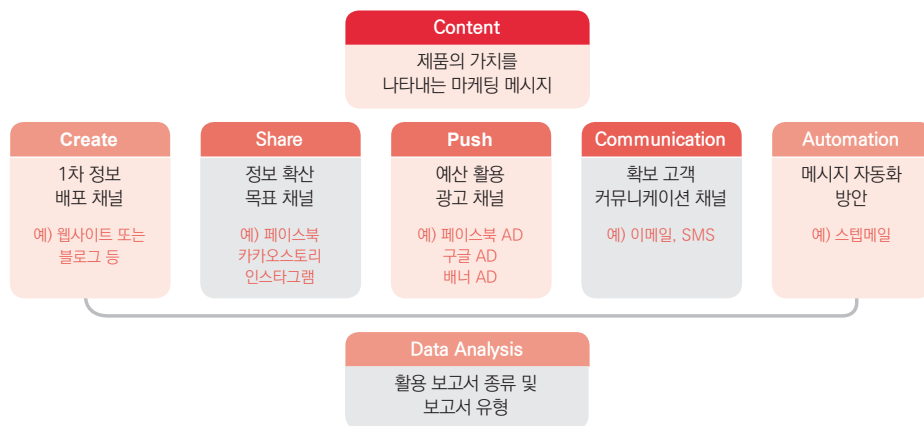 Content
제품의 가치를
나타내는 마케팅 메시지
Create
1차 정보
배포 채널
예) 웹사이트 또는
블로그 등
Share
정보 확산
목표 채널
예) 페이스북
카카오스토리
인스타그램
Push
예산 활용
광고 채널
예) 페이스북 AD
구글 AD
배너 AD
Communication
확보 고객
커뮤니케이션 채널
예) 이메일, SMS
Automation
메시지 자동화
방안
예) 스텝메일
Data Analysis
활용 보고서 종류 및
보고서 유형